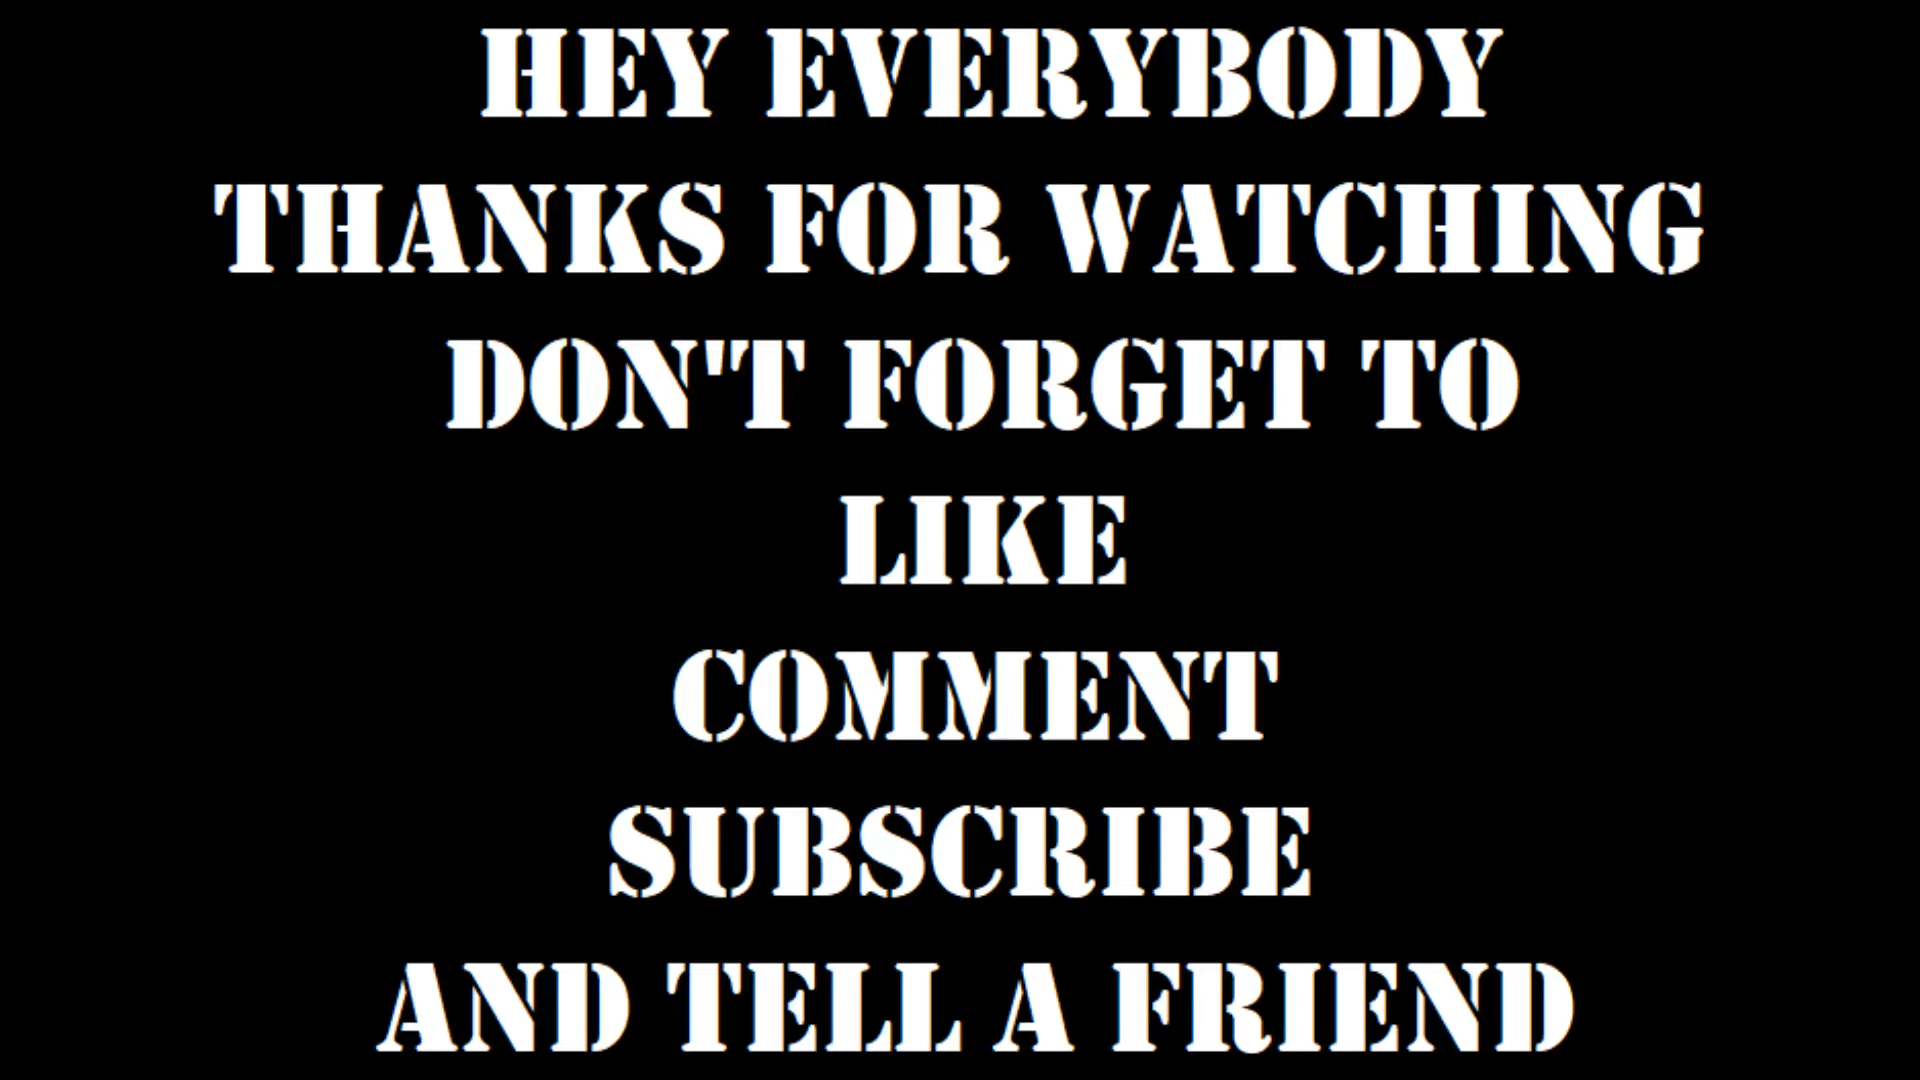 HEY EVERYBODY
THANKS FOR WATCHING
DON'T FORGET TO
LIKE
COMMENT
SUBSCRIBE
AND TELL A FRIEND